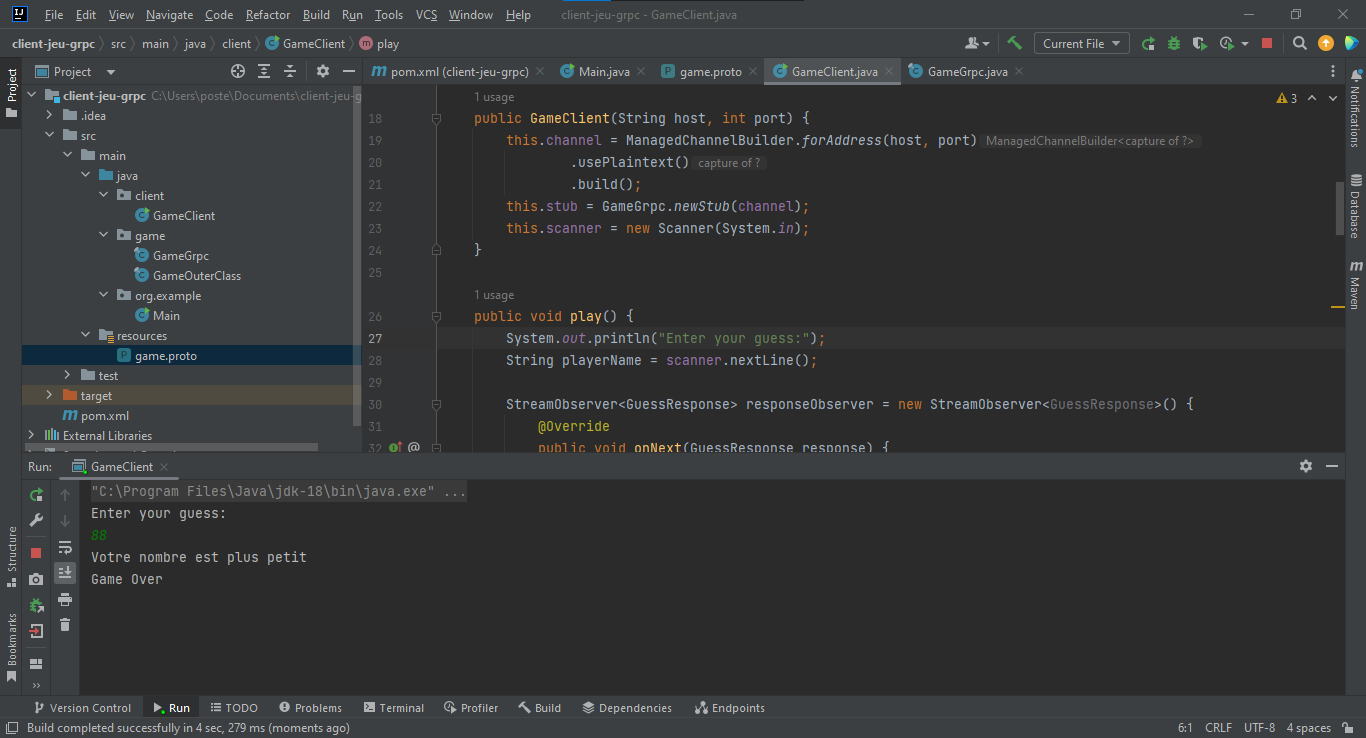 File Edit View Navigate Code Refactor Build Run Tools VCS Window Help client-jeu-grpc - GameClient.java
client-jeu-grpc src main java client GameClient play Current File
Project
Project
pom.xml (client-jeu-grpc) Main.java game.proto GameClient.java GameGrpc.java
client-jeu-grpc C:\Users\poste\Documents\client-jeu-g
.idea
src
main
java
client
GameClient
game
GameGrpc
GameOuterClass
org.example
Main
resources
game.proto
test
target
pom.xml
External Libraries
1 usage
3
18 public GameClient(String host, int port) {
19 this.channel = ManagedChannelBuilder.forAddress(host, port) ManagedChannelBuilder<capture of ?>
20 .usePlaintext() capture of ?
21 .build();
22 this.stub = GameGrpc.newStub(channel);
23 this.scanner = new Scanner(System.in);
24 }
25
1 usage
26 public void play() {
27 System.out.println("Enter your guess:");
28 String playerName = scanner.nextLine();
29
30 StreamObserver<GuessResponse> responseObserver = new StreamObserver<GuessResponse>() {
31 @Override
32 public void onNext(GuessResponse response) {
Notifications
Database
Maven
Run: GameClient
"C:\Program Files\Java\jdk-18\bin\java.exe" ...
Enter your guess:
88
Votre nombre est plus petit
Game Over
Structure
Bookmarks
Version Control Run TODO Problems Terminal Profiler Build Dependencies Endpoints
Build completed successfully in 4 sec, 279 ms (moments ago) 6:1 CRLF UTF-8 4 spaces